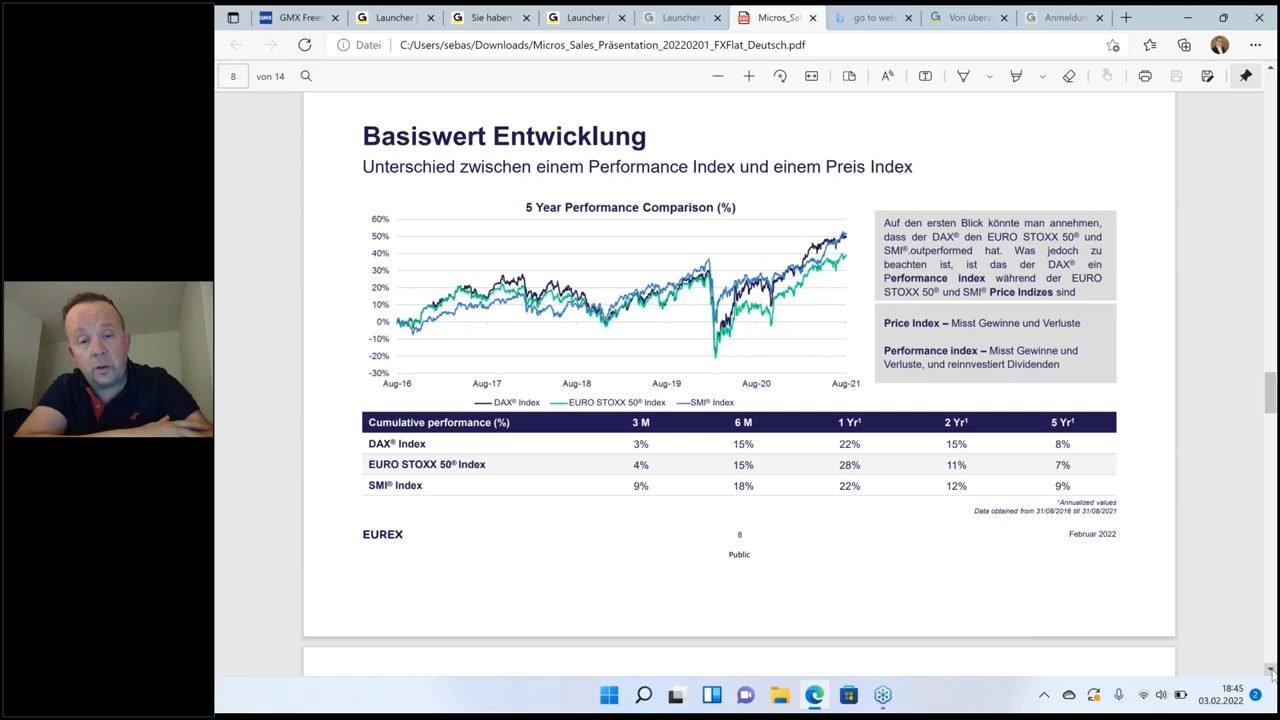 GMX Freem
Launcher
Sie haben
Launcher
Launcher
Micros_Sal
go to web
Von übera
Anmeldun
Datei C:/Users/sebas/Downloads/Micros_Sales_Präsentation_20220201_FXFlat_Deutsch.pdf
8 von 14
Basiswert Entwicklung
Unterschied zwischen einem Performance Index und einem Preis Index
5 Year Performance Comparison (%)
60%
50%
40%
30%
20%
10%
0%
-10%
-20%
-30%
Aug-16 Aug-17 Aug-18 Aug-19 Aug-20 Aug-21
DAX® Index EURO STOXX 50® Index SMI® Index
Auf den ersten Blick könnte man annehmen,
dass der DAX® den EURO STOXX 50® und
SMI®.outperformed hat. Was jedoch zu
beachten ist, ist das der DAX® ein
Performance index während der EURO
STOXX 50® und SMI® Price Indizes sind
Price Index – Misst Gewinne und Verluste
Performance index – Misst Gewinne und
Verluste, und reinnvestiert Dividenden
Cumulative performance (%) 3 M 6 M 1 Yr¹ 2 Yr¹ 5 Yr¹
DAX® Index 3% 15% 22% 15% 8%
EURO STOXX 50® Index 4% 15% 28% 11% 7%
SMI® Index 9% 18% 22% 12% 9%
¹Annualized values
Data obtained from 31/08/2016 till 31/08/2021
EUREX 8 Februar 2022
Public
18:45
03.02.2022
2